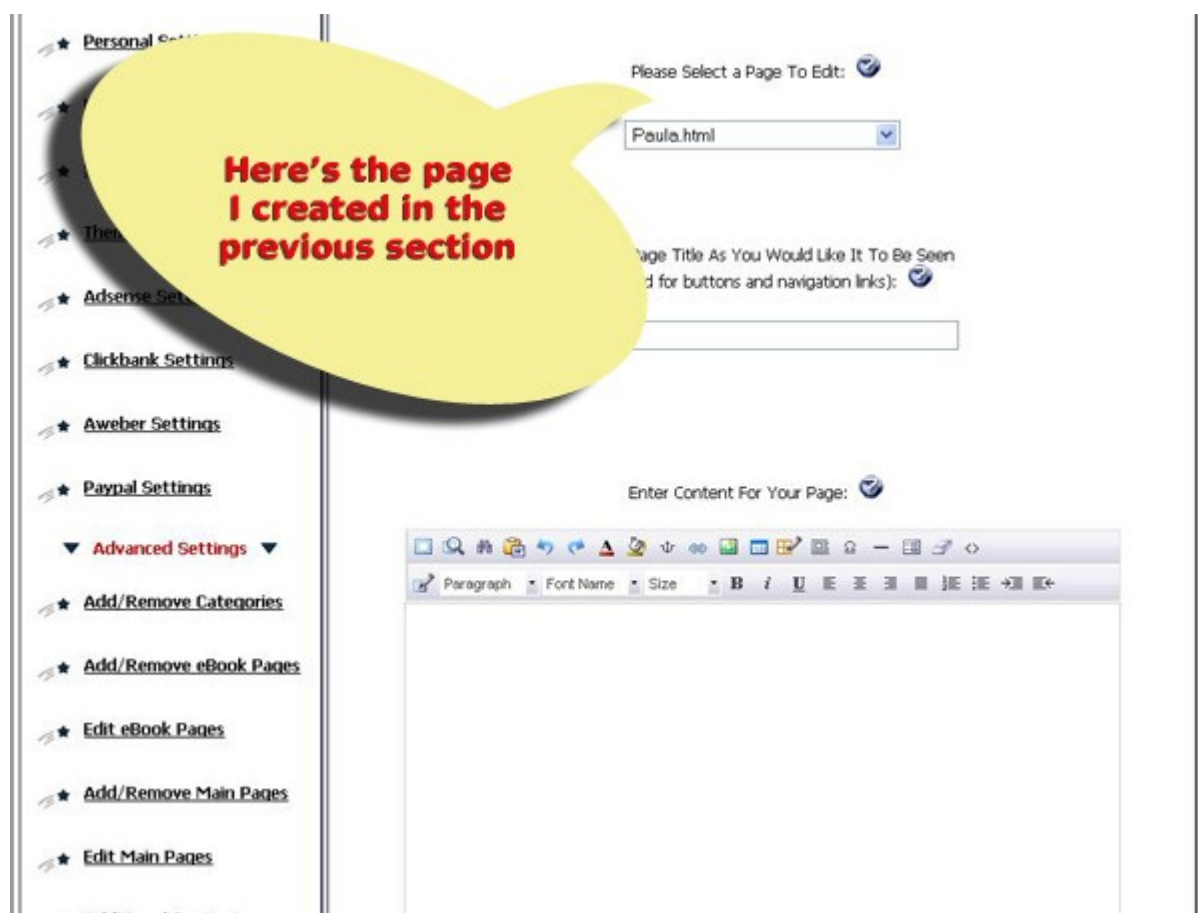 Personal
Please Select a Page To Edit:
Paula.html
Here's the page
I created in the
previous section
Page Title As You Would Like It To Be Seen
for buttons and navigation links):
Adsense
Clickbank Settings
Aweber Settings
Paypal Settings
Enter Content For Your Page:
Advanced Settings
Paragraph Font Name Size B i U
Add/Remove Categories
Add/Remove eBook Pages
Edit eBook Pages
Add/Remove Main Pages
Edit Main Pages